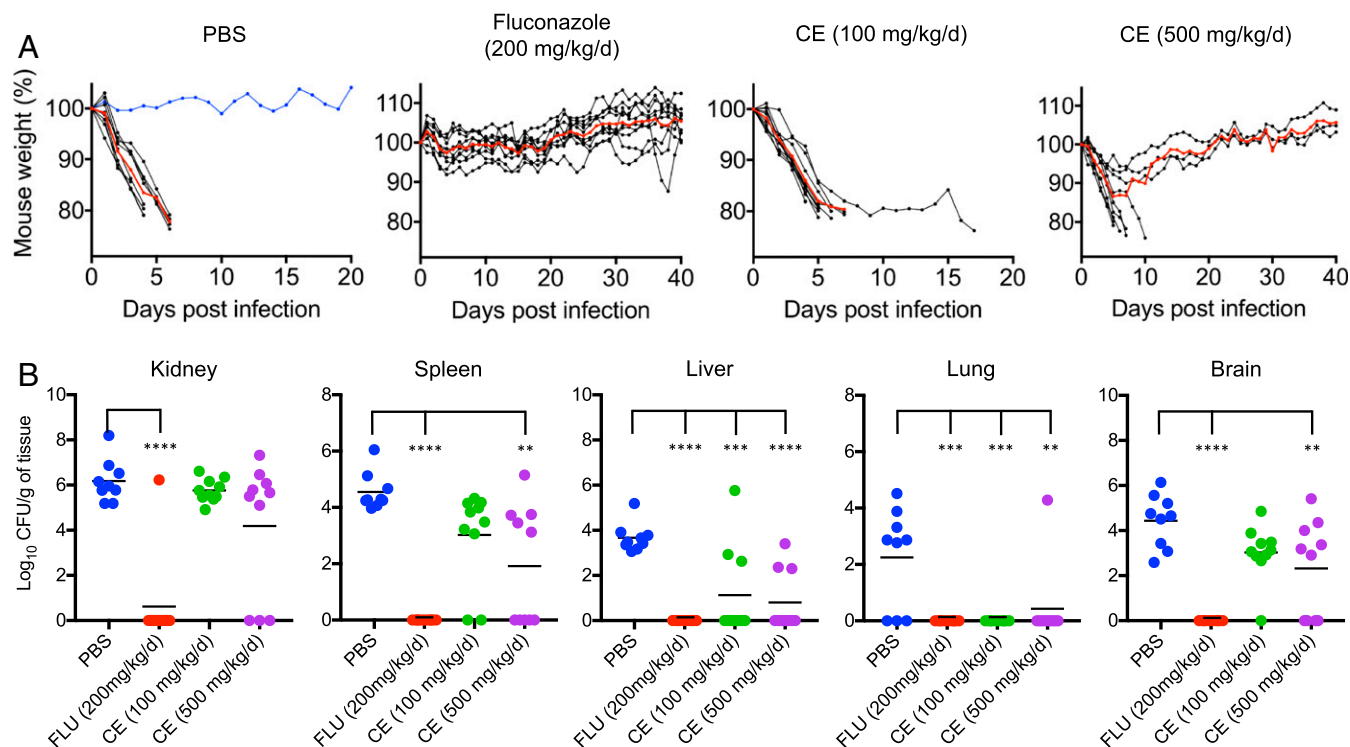 A
PBS
Fluconazole
(200 mg/kg/d)
CE (100 mg/kg/d)
CE (500 mg/kg/d)
Mouse weight (%)
100
90
80
0 5 10 15 20
Days post infection
110
100
90
80
0 10 20 30 40
Days post infection
100
90
80
0 5 10 15 20
Days post infection
110
100
90
80
0 10 20 30 40
Days post infection
B
Kidney
Spleen
Liver
Lung
Brain
Log10 CFU/g of tissue
10
8
6
4
2
0
****
PBS
FLU (200mg/kg/d)
CE (100 mg/kg/d)
CE (500 mg/kg/d)
8
6
4
2
0
**** **
PBS
FLU (200mg/kg/d)
CE (100 mg/kg/d)
CE (500 mg/kg/d)
10
8
6
4
2
0
**** *** ****
PBS
FLU (200mg/kg/d)
CE (100 mg/kg/d)
CE (500 mg/kg/d)
8
6
4
2
0
*** *** **
PBS
FLU (200mg/kg/d)
CE (100 mg/kg/d)
CE (500 mg/kg/d)
10
8
6
4
2
0
**** **
PBS
FLU (200mg/kg/d)
CE (100 mg/kg/d)
CE (500 mg/kg/d)